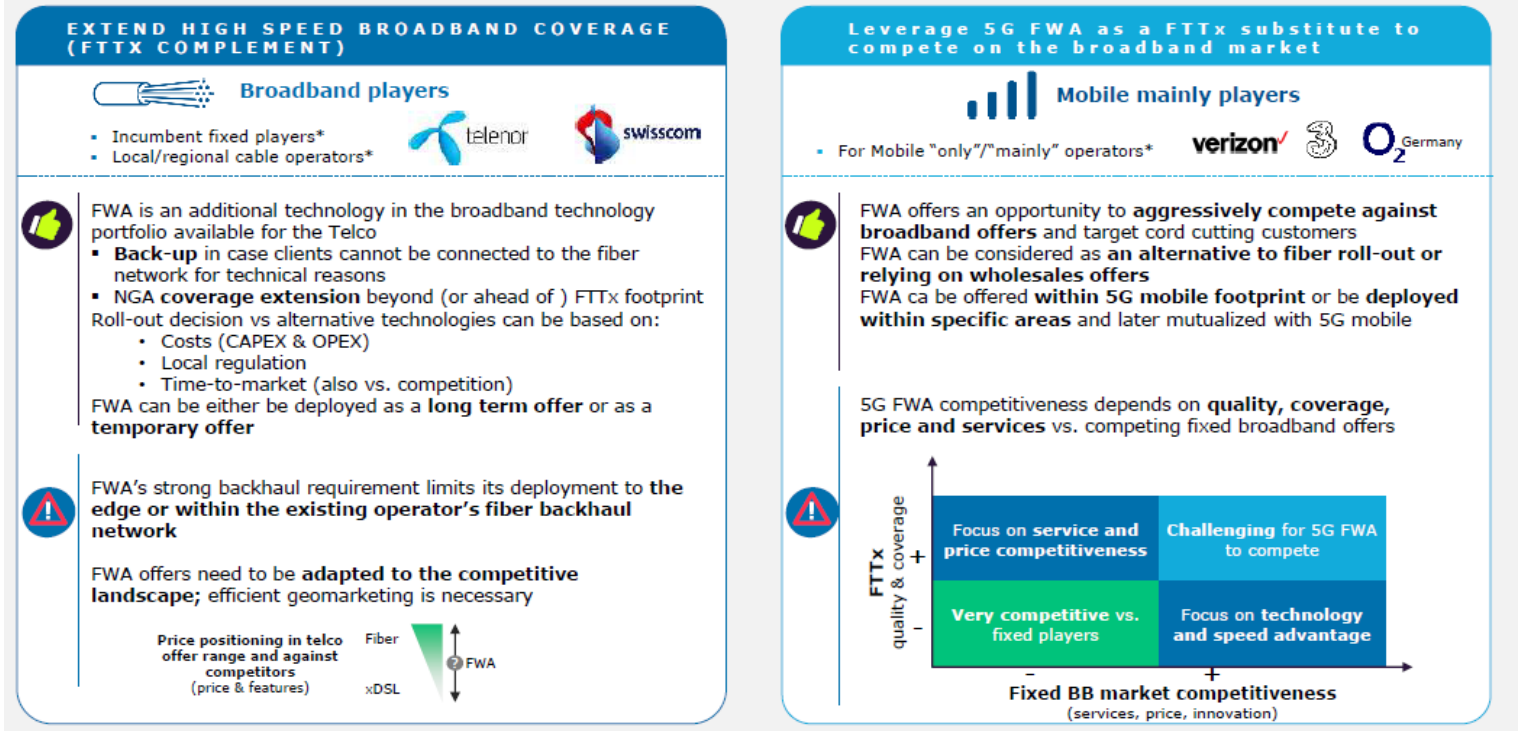 EXTEND HIGH SPEED BROADBAND COVERAGE
(FTTX COMPLEMENT)
Broadband players
▪ Incumbent fixed players*
▪ Local/regional cable operators*
telenor
swisscom
FWA is an additional technology in the broadband technology
portfolio available for the Telco
▪ Back-up in case clients cannot be connected to the fiber
network for technical reasons
▪ NGA coverage extension beyond (or ahead of ) FTTx footprint
Roll-out decision vs alternative technologies can be based on:
• Costs (CAPEX & OPEX)
• Local regulation
• Time-to-market (also vs. competition)
FWA can be either be deployed as a long term offer or as a
temporary offer
FWA's strong backhaul requirement limits its deployment to the
edge or within the existing operator's fiber backhaul
network
FWA offers need to be adapted to the competitive
landscape; efficient geomarketing is necessary
Price positioning in telco
offer range and against
competitors
(price & features)
Fiber
xDSL
?
FWA
Leverage 5G FWA as a FTTx substitute to
compete on the broadband market
Mobile mainly players
▪ For Mobile "only"/"mainly" operators*
verizon✓
3
O2 Germany
FWA offers an opportunity to aggressively compete against
broadband offers and target cord cutting customers
FWA can be considered as an alternative to fiber roll-out or
relying on wholesales offers
FWA ca be offered within 5G mobile footprint or be deployed
within specific areas and later mutualized with 5G mobile
5G FWA competitiveness depends on quality, coverage,
price and services vs. competing fixed broadband offers
FTTx
quality & coverage
+
-
Focus on service and
price competitiveness
Challenging for 5G FWA
to compete
Very competitive vs.
fixed players
Focus on technology
and speed advantage
-
+
Fixed BB market competitiveness
(services, price, innovation)